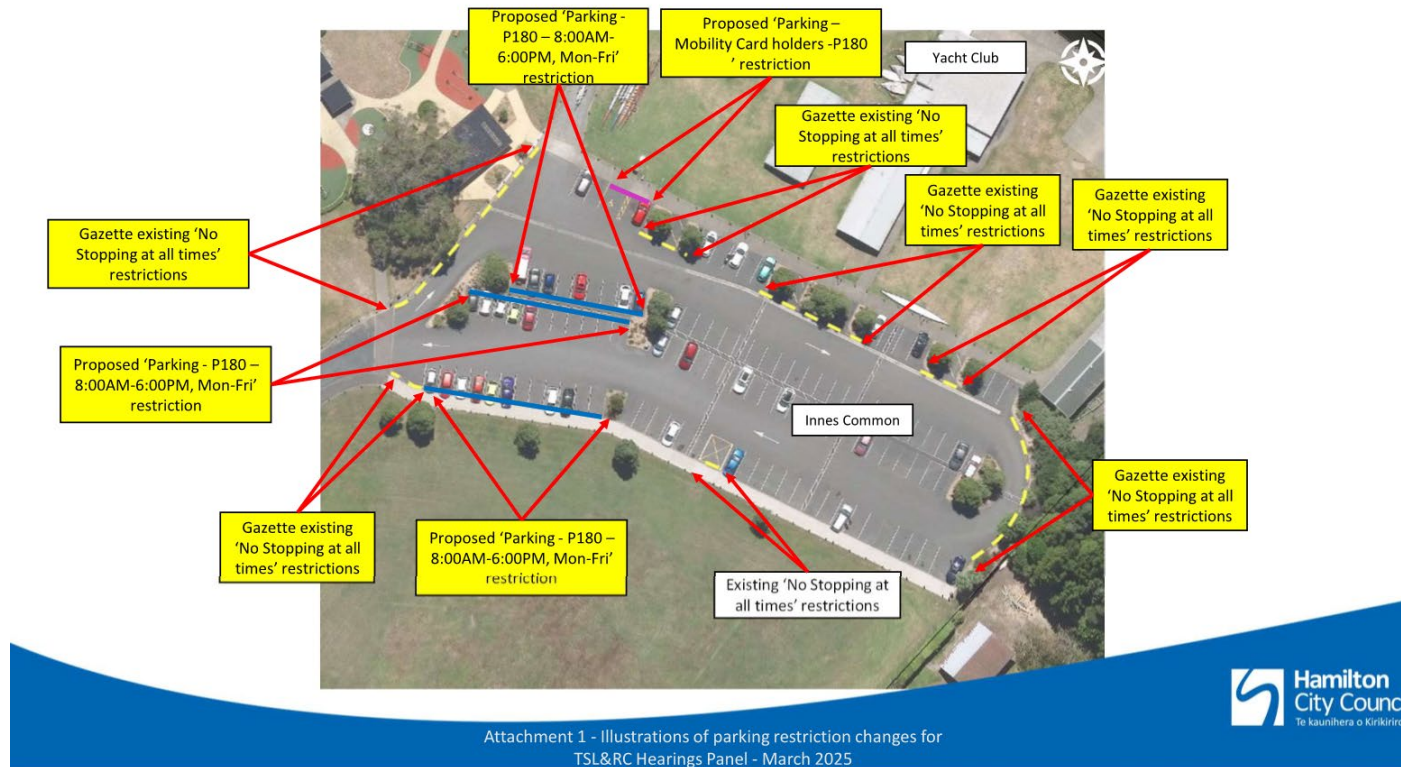 Proposed ‘Parking -
P180 – 8:00AM-
6:00PM, Mon-Fri’
restriction
Proposed ‘Parking –
Mobility Card holders -P180
’ restriction
Yacht Club
Gazette existing ‘No
Stopping at all times’
restrictions
Gazette existing
‘No Stopping at all
times’ restrictions
Gazette existing
‘No Stopping at all
times’ restrictions
Gazette existing ‘No
Stopping at all times’
restrictions
Proposed ‘Parking - P180 –
8:00AM-6:00PM, Mon-Fri’
restriction
Innes Common
Gazette existing
‘No Stopping at all
times’ restrictions
Gazette existing
‘No Stopping at all
times’ restrictions
Proposed ‘Parking - P180 –
8:00AM-6:00PM, Mon-Fri’
restriction
Existing ‘No Stopping at
all times’ restrictions
Hamilton
City Counc
Te kaunihera o Kirikiriro
Attachment 1 - Illustrations of parking restriction changes for
TSL&RC Hearings Panel - March 2025